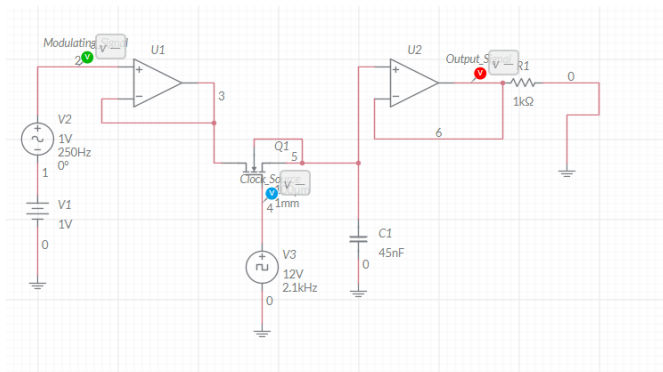 Modulating
V
U1
2
3
V2
1V
250Hz
0°
1
V1
1V
0
Q1
5
V
1mm
4
V3
12V
2.1kHz
0
U2
Output_S
V
R1
1kΩ
0
6
C1
45nF
0